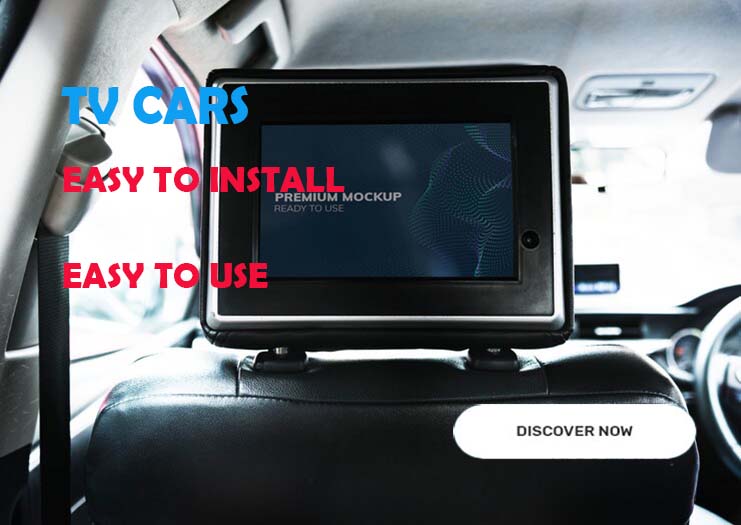 TV CARS
EASY TO INSTALL
PREMIUM MOCKUP
READY TO USE
EASY TO USE
DISCOVER NOW